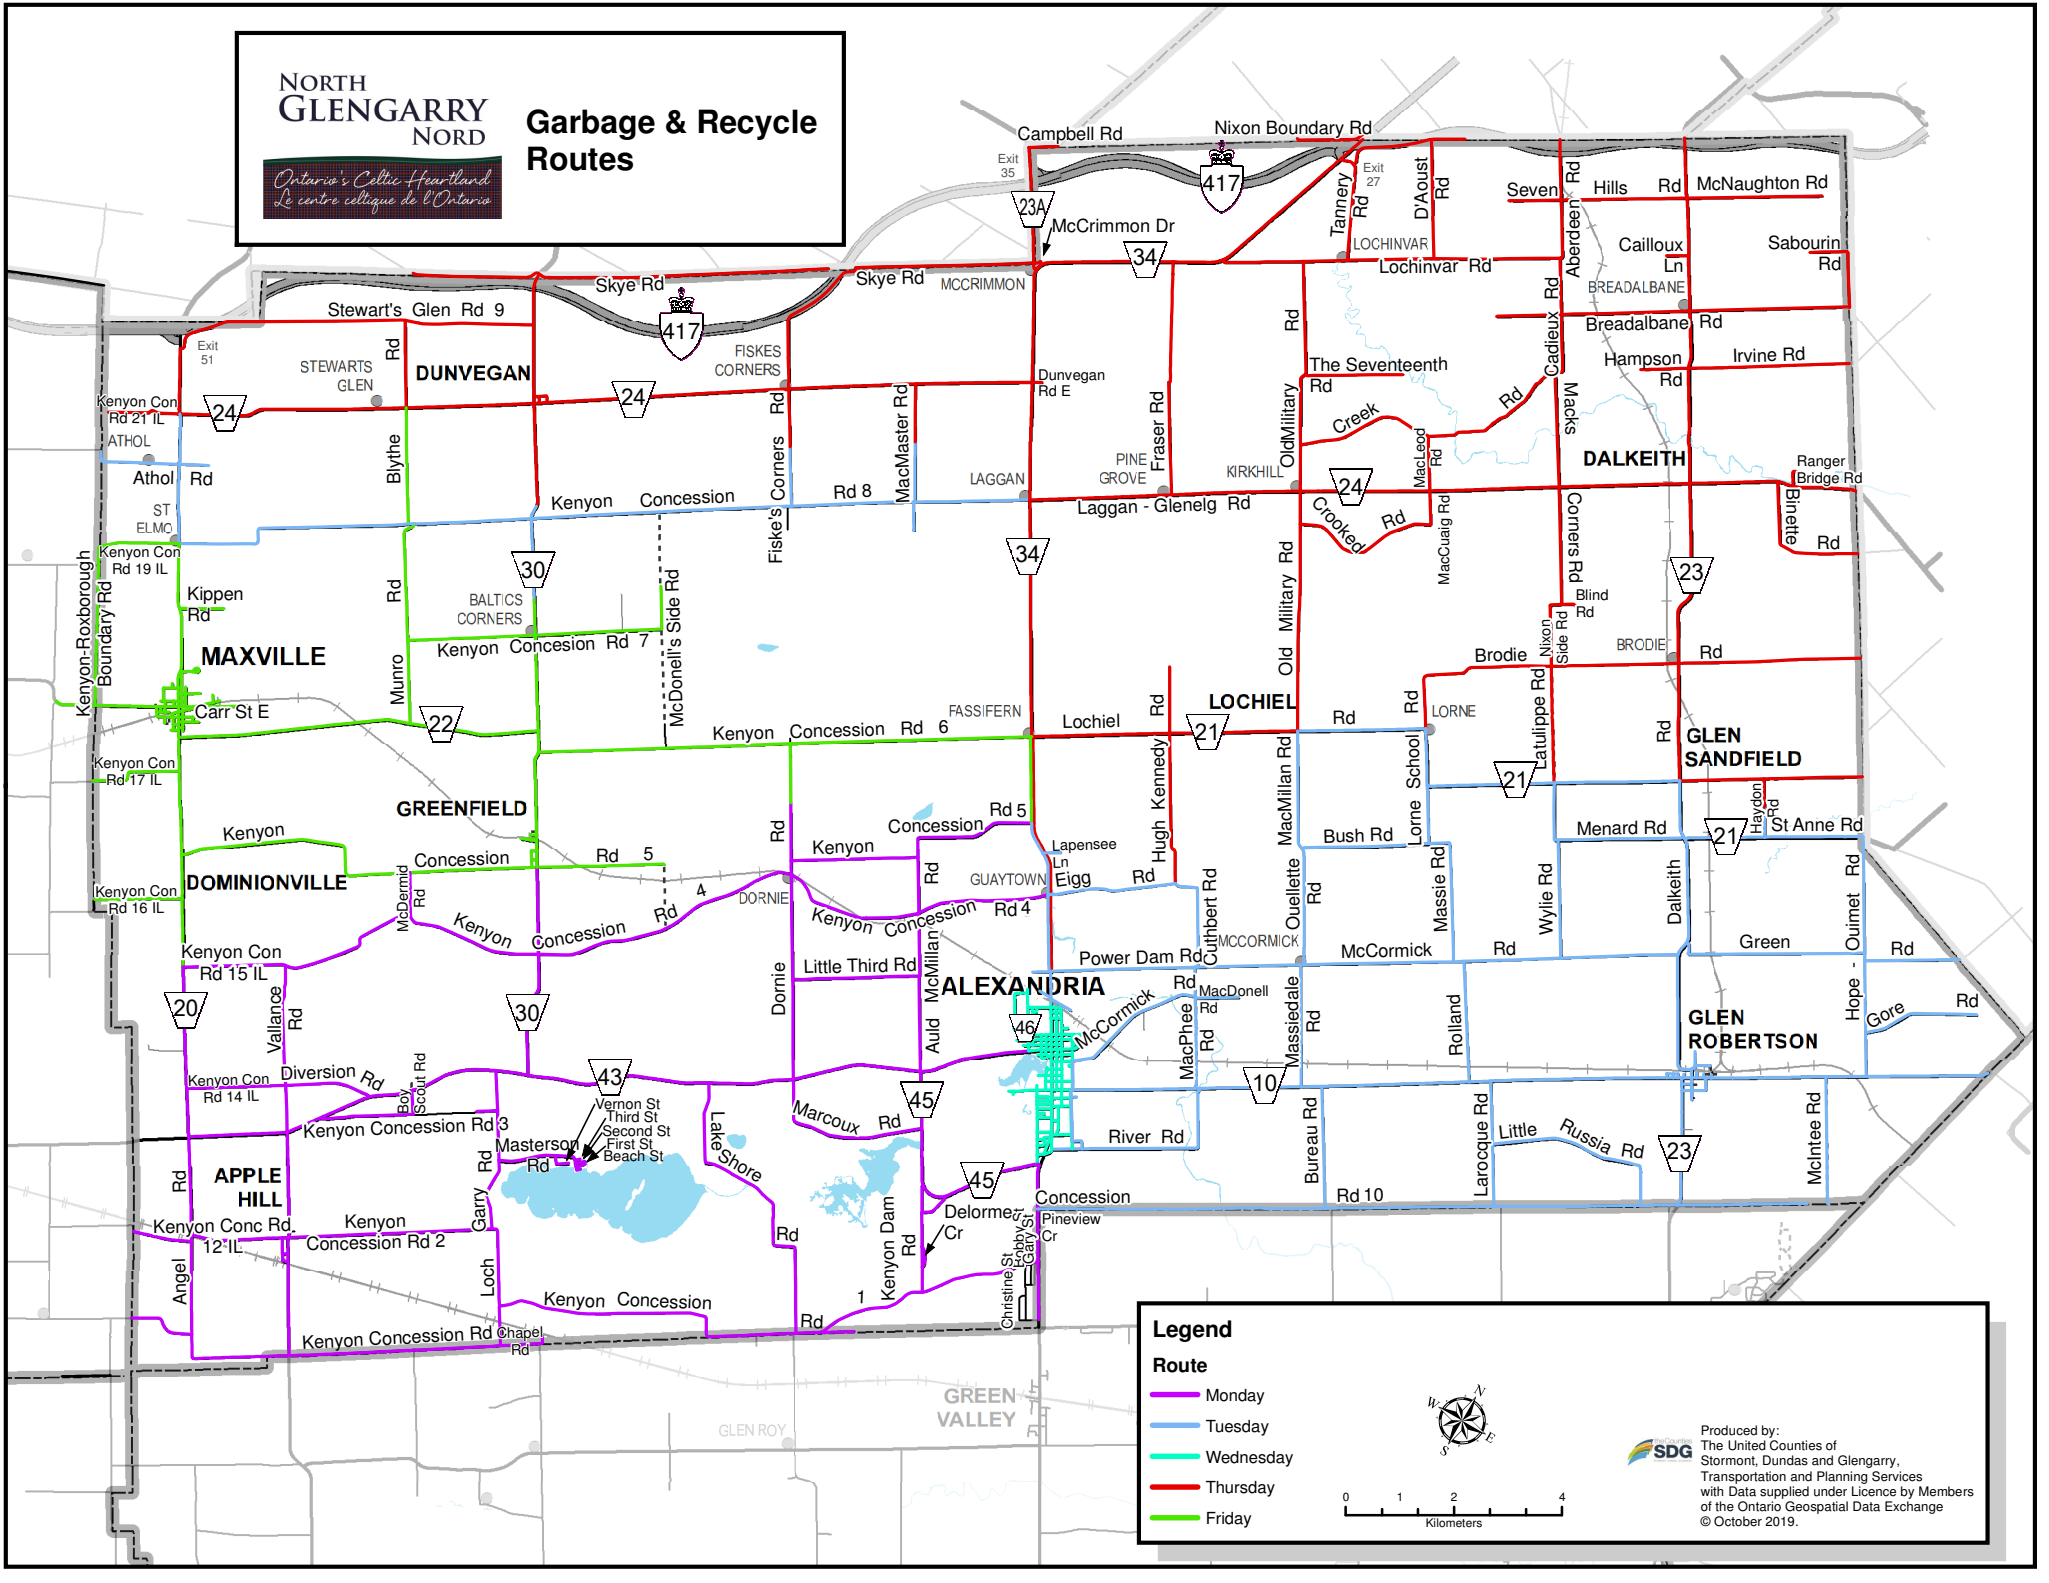 NORTH
GLENGARRY
NORD
Ontario's Celtic Heartland
Le centre celtique de l'Ontario
Garbage & Recycle
Routes
Campbell Rd
Nixon Boundary Rd
Exit
35
417
Exit
27
Tannery
Rd
D'Aoust
Rd
Seven Hills Rd
McNaughton Rd
Aberdeen
Rd
23A
McCrimmon Dr
34
LOCHINVAR
Lochinvar Rd
Cailloux
Ln
Sabourin
Rd
Skye Rd
Skye Rd
MCCRIMMON
BREADALBANE
Breadalbane Rd
Stewart's Glen Rd 9
417
Exit
51
STEWARTS
GLEN
Rd
DUNVEGAN
FISKES
CORNERS
Rd
Cadieux
Rd
The Seventeenth
Rd
Hampson
Rd
Irvine Rd
Kenyon Con
Rd 21 IL
24
24
Dunvegan
Rd E
Rd
MacMaster Rd
Fraser Rd
OldMilitary
Creek
Rd
Macks
MacLeod
Rd
ATHOL
Athol Rd
Blythe
Fiske's Corners
LAGGAN
PINE
GROVE
KIRKHILL
24
DALKEITH
Ranger
Bridge Rd
ST
ELMO
Kenyon Concession Rd 8
Laggan - Glenelg Rd
Crooked
Rd
MacCuaig Rd
Corners Rd
Binette
Rd
Kenyon Con
Rd 19 IL
Kenyon-Roxborough
Boundary Rd
Kippen
Rd
Rd
30
34
23
BALTICS
CORNERS
Kenyon Concesion Rd 7
McDonell's Side Rd
Old Military Rd
Blind
Rd
Nixon
Side Rd
BRODIE
Brodie
Rd
MAXVILLE
Munro
Carr St E
22
FASSIFERN
Kenyon Concession Rd 6
Lochiel
Rd
21
LOCHIEL
Rd
Rd
LORNE
Latulippe Rd
Rd
GLEN
SANDFIELD
Kenyon Con
Rd 17 IL
GREENFIELD
Concession Rd 5
Hugh Kennedy
MacMillan Rd
Lorne School
21
Haydon
Rd
Bush Rd
Menard Rd
21
St Anne Rd
Kenyon
Concession
Rd 5
Rd
Kenyon
Rd
Lapensee
Ln
Eigg
Rd
GUAYTOWN
DOMINIONVILLE
Kenyon Con
Rd 16 IL
McDermid
Rd
4
DORNIE
Kenyon
Concession
Rd
Kenyon Concession Rd 4
Cuthbert Rd
Ouellette
Rd
Massie Rd
Wylie Rd
Dalkeith
Ouimet Rd
Kenyon Con
Rd 15 IL
Little Third Rd
MCCORMICK
Power Dam Rd
McCormick Rd
Green
Rd
Vallance
Rd
20
30
Dornie
Auld McMillan
ALEXANDRIA
46
McCormick
Rd
MacDonell
Rd
MacPhee
Rd
Massiedale
Rd
Rolland
GLEN
ROBERTSON
Hope -
Gore
Rd
Kenyon Con
Rd 14 IL
Diversion Rd
Boy
Scout Rd
43
10
Vernon St
Third St
Second St
First St
Beach St
45
Marcoux Rd
Kenyon Concession Rd 3
Masterson
Rd
Lake
Shore
Rd
River Rd
Bureau Rd
Larocque Rd
Little Russia Rd
23
McIntee Rd
APPLE
HILL
Rd
Rd
Garry
Loch
45
Concession
Rd 10
Delorme
Cr
Pineview
Cr
Robby St
Gary St
Christine St
Kenyon Conc Rd
12 IL
Kenyon
Concession Rd 2
Angel
Kenyon Dam
Rd
Kenyon Concession
Rd
1
Kenyon Concession Rd
Chapel
Rd
GREEN
VALLEY
GLEN ROY
Legend
Route
Monday
Tuesday
Wednesday
Thursday
Friday
N
W
E
S
0 1 2 4
Kilometers
SDG
Produced by:
The United Counties of
Stormont, Dundas and Glengarry,
Transportation and Planning Services
with Data supplied under Licence by Members
of the Ontario Geospatial Data Exchange
© October 2019.